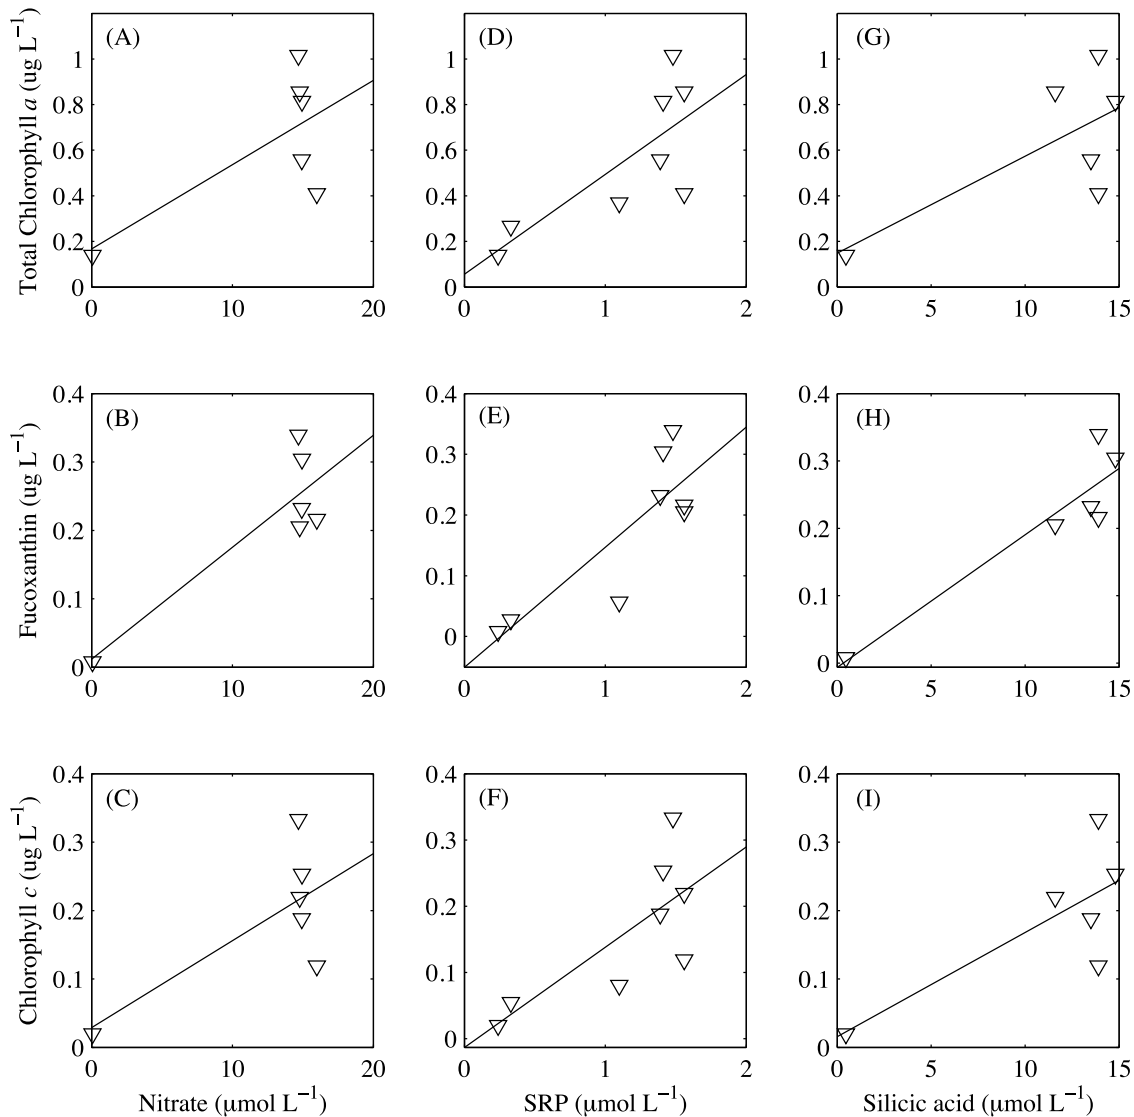 (A)
Total Chlorophyll a (ug L⁻¹)
1
0.8
0.6
0.4
0.2
0
0 10 20
(D)
1
0.8
0.6
0.4
0.2
0
0 1 2
(G)
1
0.8
0.6
0.4
0.2
0
0 5 10 15
(B)
Fucoxanthin (ug L⁻¹)
0.4
0.3
0.2
0.1
0
0 10 20
(E)
0.4
0.3
0.2
0.1
0
0 1 2
(H)
0.4
0.3
0.2
0.1
0
0 5 10 15
(C)
Chlorophyll c (ug L⁻¹)
0.4
0.3
0.2
0.1
0
0 10 20
Nitrate (μmol L⁻¹)
(F)
0.4
0.3
0.2
0.1
0
0 1 2
SRP (μmol L⁻¹)
(I)
0.4
0.3
0.2
0.1
0
0 5 10 15
Silicic acid (μmol L⁻¹)